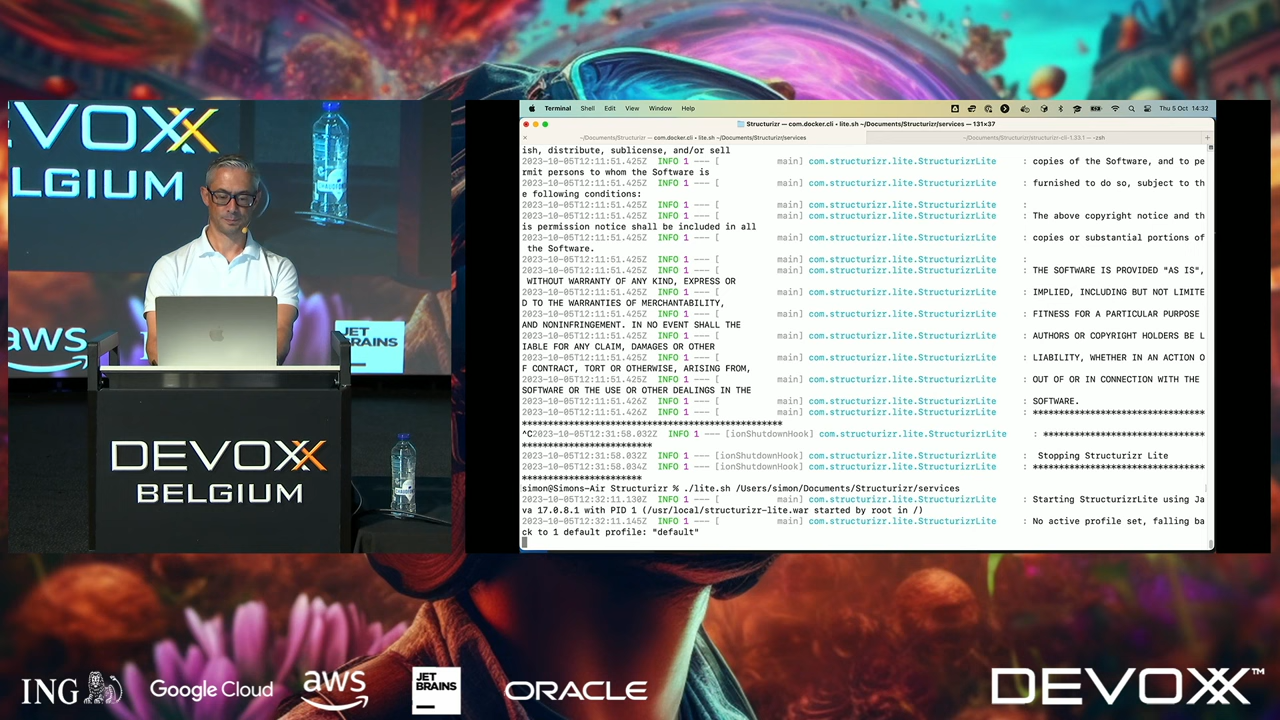 VOXX
LGIUM
aws
JET
BRAINS
DEVOXX
BELGIUM
Terminal Shell Edit View Window Help
Thu 5 Oct 14:32
Structurizr — com.docker.cli • lite.sh ~/Documents/Structurizr/services — 131×37
~/Documents/Structurizr — com.docker.cli • lite.sh ~/Documents/Structurizr/services
~/Documents/Structurizr/structurizr-cli-1.33.1 — -zsh
ish, distribute, sublicense, and/or sell
2023-10-05T12:11:51.425Z INFO 1 --- [ main] com.structurizr.lite.StructurizrLite : copies of the Software, and to pe
rmit persons to whom the Software is
2023-10-05T12:11:51.425Z INFO 1 --- [ main] com.structurizr.lite.StructurizrLite : furnished to do so, subject to th
e following conditions:
2023-10-05T12:11:51.425Z INFO 1 --- [ main] com.structurizr.lite.StructurizrLite :
2023-10-05T12:11:51.425Z INFO 1 --- [ main] com.structurizr.lite.StructurizrLite : The above copyright notice and th
is permission notice shall be included in all
2023-10-05T12:11:51.425Z INFO 1 --- [ main] com.structurizr.lite.StructurizrLite : copies or substantial portions of
the Software.
2023-10-05T12:11:51.425Z INFO 1 --- [ main] com.structurizr.lite.StructurizrLite :
2023-10-05T12:11:51.425Z INFO 1 --- [ main] com.structurizr.lite.StructurizrLite : THE SOFTWARE IS PROVIDED "AS IS",
WITHOUT WARRANTY OF ANY KIND, EXPRESS OR
2023-10-05T12:11:51.425Z INFO 1 --- [ main] com.structurizr.lite.StructurizrLite : IMPLIED, INCLUDING BUT NOT LIMITE
D TO THE WARRANTIES OF MERCHANTABILITY,
2023-10-05T12:11:51.425Z INFO 1 --- [ main] com.structurizr.lite.StructurizrLite : FITNESS FOR A PARTICULAR PURPOSE
AND NONINFRINGEMENT. IN NO EVENT SHALL THE
2023-10-05T12:11:51.425Z INFO 1 --- [ main] com.structurizr.lite.StructurizrLite : AUTHORS OR COPYRIGHT HOLDERS BE L
IABLE FOR ANY CLAIM, DAMAGES OR OTHER
2023-10-05T12:11:51.425Z INFO 1 --- [ main] com.structurizr.lite.StructurizrLite : LIABILITY, WHETHER IN AN ACTION O
F CONTRACT, TORT OR OTHERWISE, ARISING FROM,
2023-10-05T12:11:51.425Z INFO 1 --- [ main] com.structurizr.lite.StructurizrLite : OUT OF OR IN CONNECTION WITH THE
SOFTWARE OR THE USE OR OTHER DEALINGS IN THE
2023-10-05T12:11:51.426Z INFO 1 --- [ main] com.structurizr.lite.StructurizrLite : SOFTWARE.
2023-10-05T12:11:51.426Z INFO 1 --- [ main] com.structurizr.lite.StructurizrLite : *********************************
************************************************
^C2023-10-05T12:31:58.032Z INFO 1 --- [ionShutdownHook] com.structurizr.lite.StructurizrLite : *******************************
************************
2023-10-05T12:31:58.032Z INFO 1 --- [ionShutdownHook] com.structurizr.lite.StructurizrLite : Stopping Structurizr Lite
2023-10-05T12:31:58.034Z INFO 1 --- [ionShutdownHook] com.structurizr.lite.StructurizrLite : *********************************
**********************
simon@Simons-Air Structurizr % ./lite.sh /Users/simon/Documents/Structurizr/services
2023-10-05T12:32:11.130Z INFO 1 --- [ main] com.structurizr.lite.StructurizrLite : Starting StructurizrLite using Ja
va 17.0.8.1 with PID 1 (/usr/local/structurizr-lite.war started by root in /)
2023-10-05T12:32:11.145Z INFO 1 --- [ main] com.structurizr.lite.StructurizrLite : No active profile set, falling ba
ck to 1 default profile: "default"
ING
Google Cloud
aws
JET
BRAINS
ORACLE
DEVOXX™